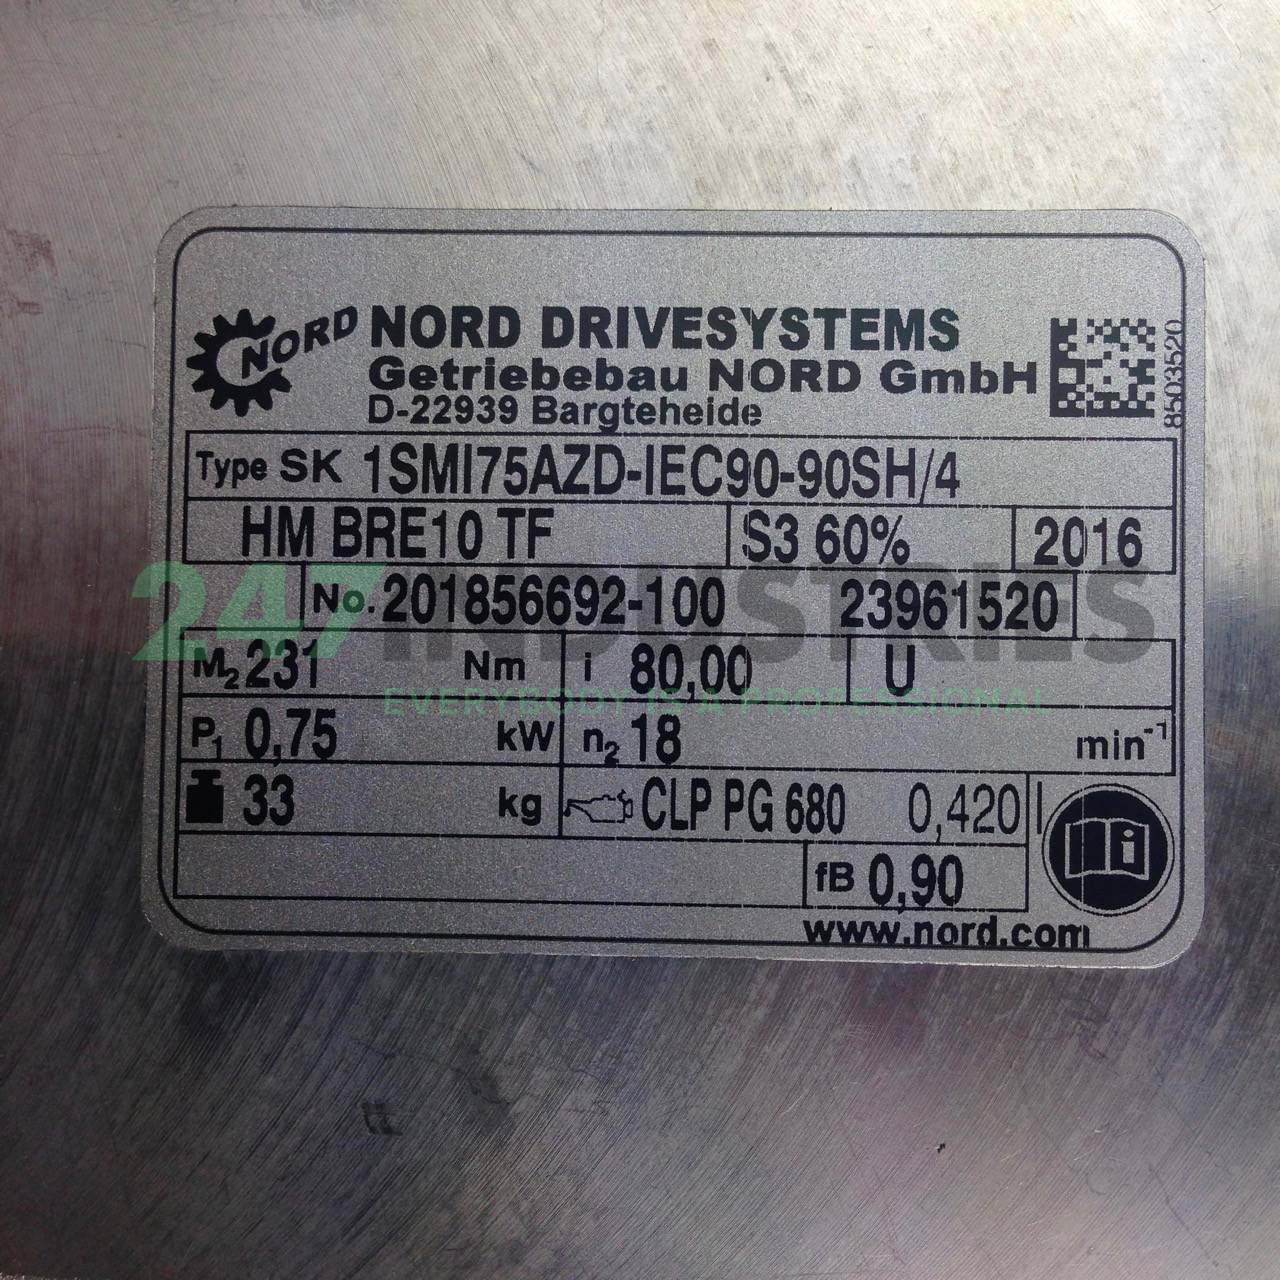 NORD NORD DRIVESYSTEMS
Getriebebau NORD GmbH
D-22939 Bargteheide
8503520
Type SK 1SMI75AZD-IEC90-90SH/4
HM BRE10 TF S3 60% 2016
No. 201856692-100 23961520
M2 231 Nm i 80,00 U
P1 0,75 kW n2 18 min-1
33 kg CLP PG 680 0,420 l
fB 0,90
www.nord.com
247 INDUSTRIES
EVERYBODY IS A PROFESSIONAL